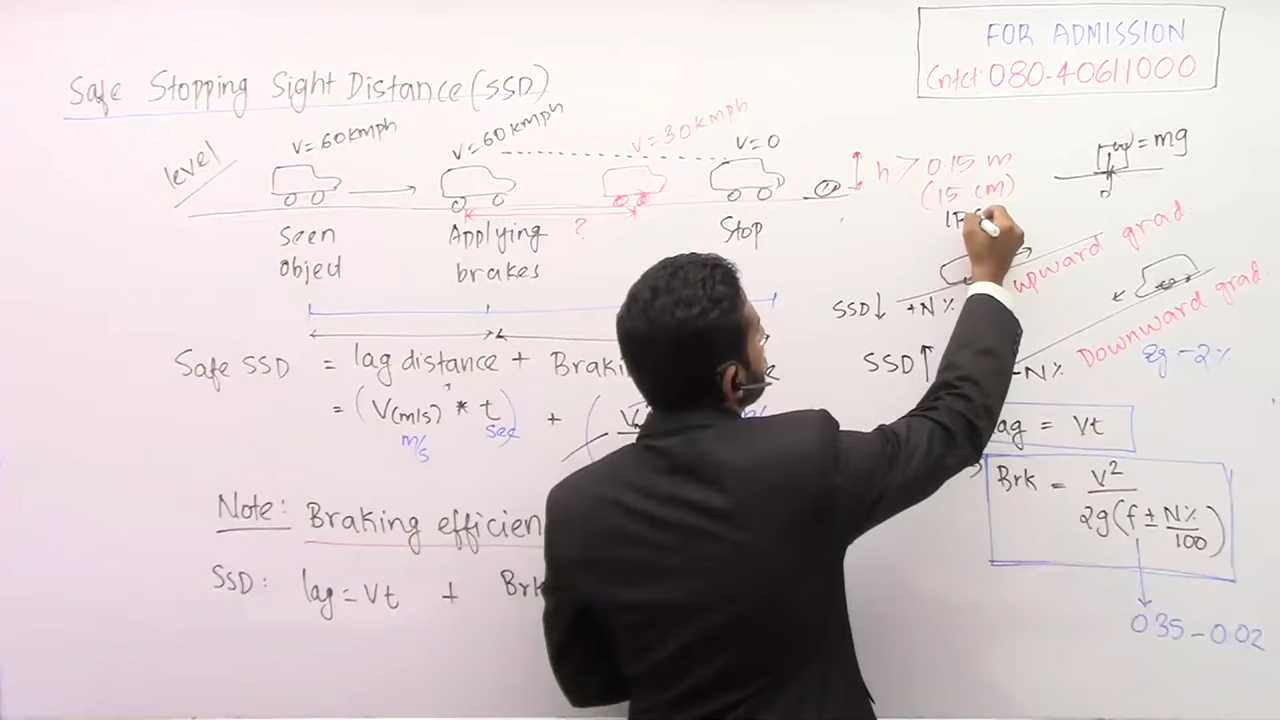 FOR ADMISSION
Cntct: 080-40611000
Safe Stopping Sight Distance (SSD)
level
V=60kmph
V=60kmph
V=30kmph
V=0
h > 0.15 m
(15 cm)
= mg
Seen
object
Applying
brakes
?
Stop
upward grad
SSD↓ +N%
Downward grad
SSD↑ -N%
eg -2%
Safe SSD = lag distance +
= (V(m/s) * t) + (
m/s sec
lag = Vt
Brk = V² / 2g(f ± N%/100)
0.35-0.02
Note: Braking
SSD: lag = Vt + Brk